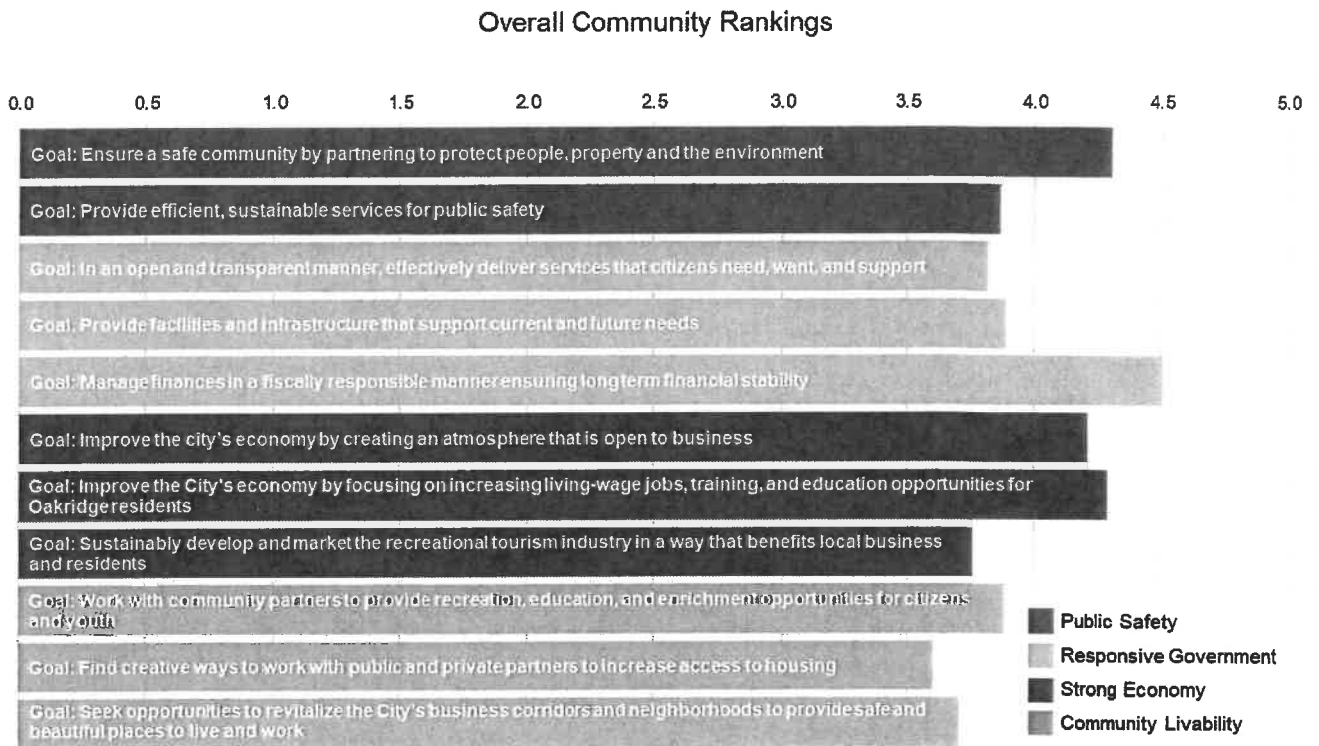 Overall Community Rankings
0.0 0.5 1.0 1.5 2.0 2.5 3.0 3.5 4.0 4.5 5.0
Goal: Ensure a safe community by partnering to protect people, property and the environment
Goal: Provide efficient, sustainable services for public safety
Goal: In an open and transparent manner, effectively deliver services that citizens need, want, and support
Goal: Provide facilities and infrastructure that support current and future needs
Goal: Manage finances in a fiscally responsible manner ensuring long term financial stability
Goal: Improve the city's economy by creating an atmosphere that is open to business
Goal: Improve the City's economy by focusing on increasing living-wage jobs, training, and education opportunities for
Oakridge residents
Goal: Sustainably develop and market the recreational tourism industry in a way that benefits local business
and residents
Goal: Work with community partners to provide recreation, education, and enrichment opportunities for citizens
and youth
Goal: Find creative ways to work with public and private partners to increase access to housing
Goal: Seek opportunities to revitalize the City's business corridors and neighborhoods to provide safe and
beautiful places to live and work
Public Safety
Responsive Government
Strong Economy
Community Livability